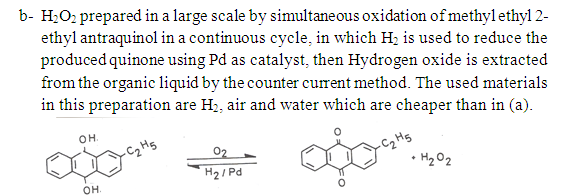 b- H₂O₂ prepared in a large scale by simultaneous oxidation of methyl ethyl 2-
ethyl antraquinol in a continuous cycle, in which H₂ is used to reduce the
produced quinone using Pd as catalyst, then Hydrogen oxide is extracted
from the organic liquid by the counter current method. The used materials
in this preparation are H₂, air and water which are cheaper than in (a).
OH
C₂H₅
OH
O₂
H₂ / Pd
O
C₂H₅
O
+ H₂O₂